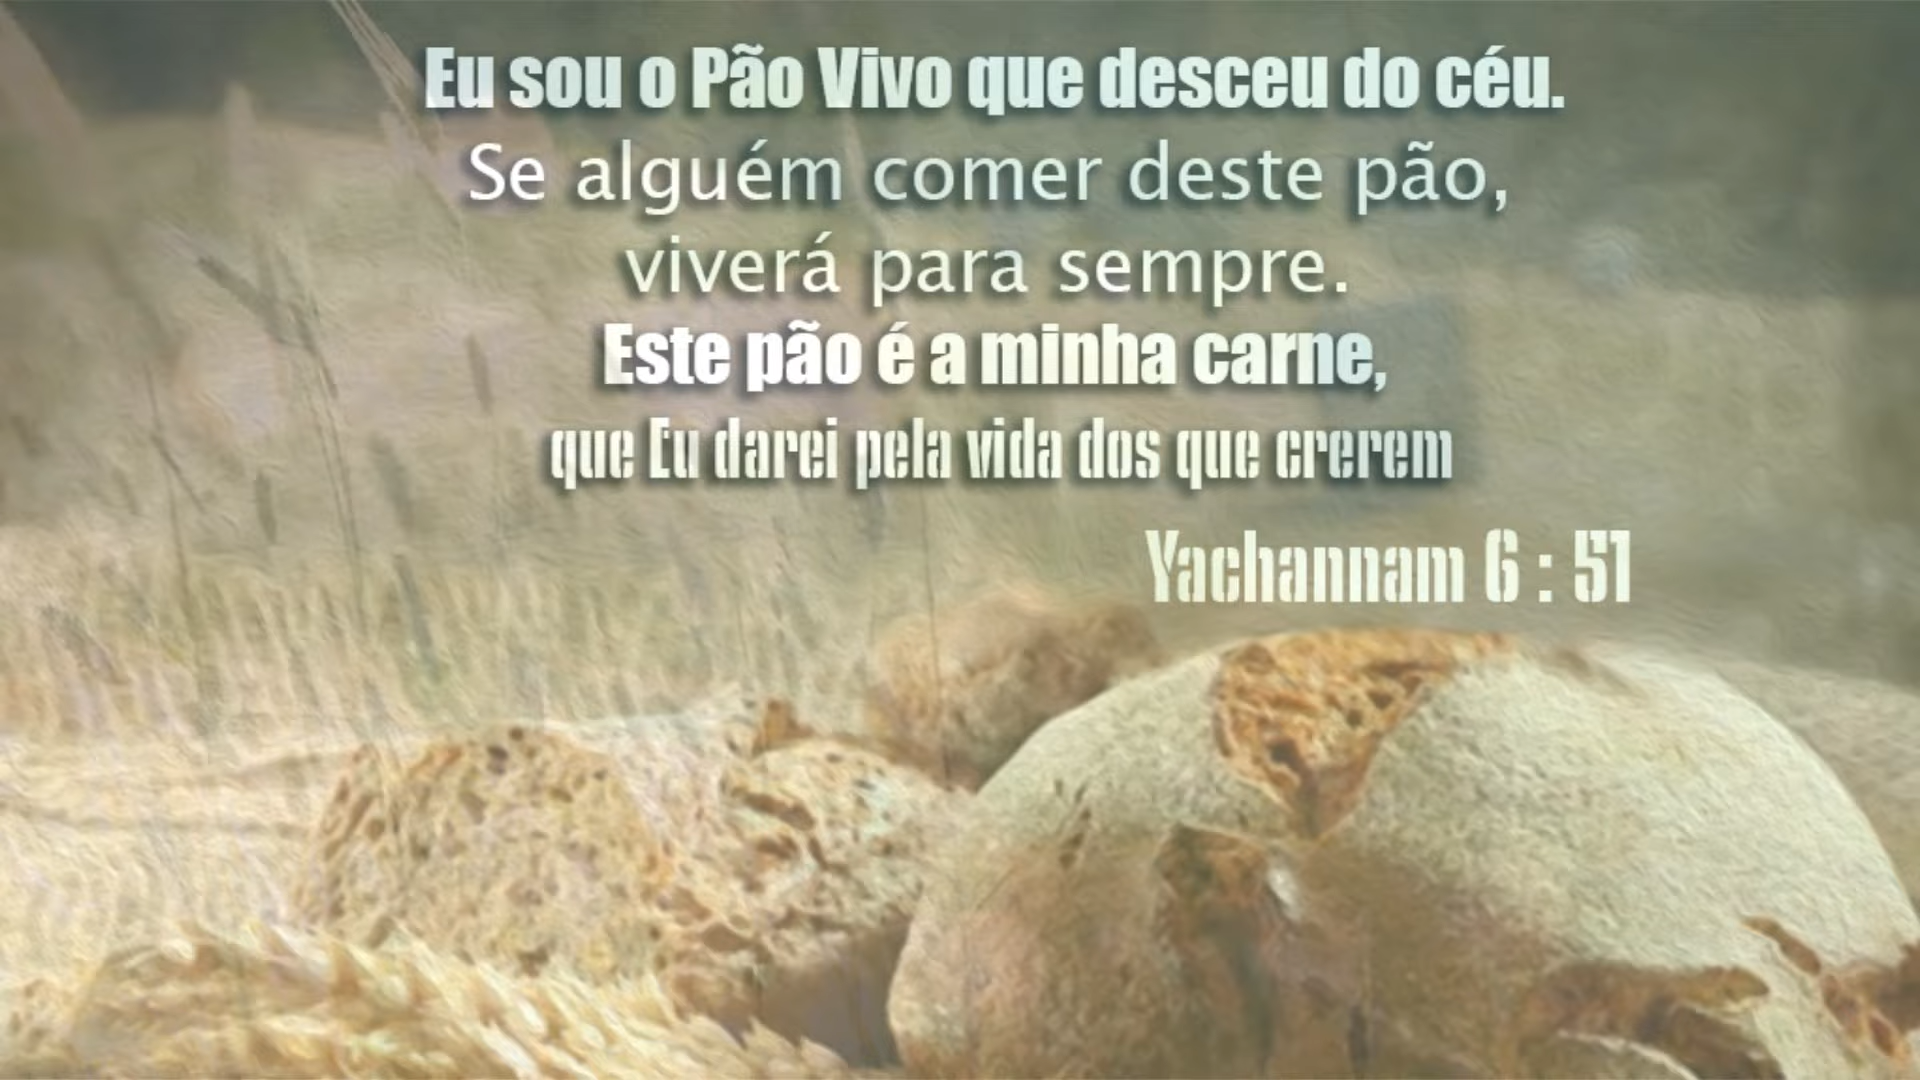 Eu sou o Pão Vivo que desceu do céu.
Se alguém comer deste pão,
viverá para sempre.
Este pão é a minha carne,
que Eu darei pela vida dos que crerem
Yachannam 6 : 51